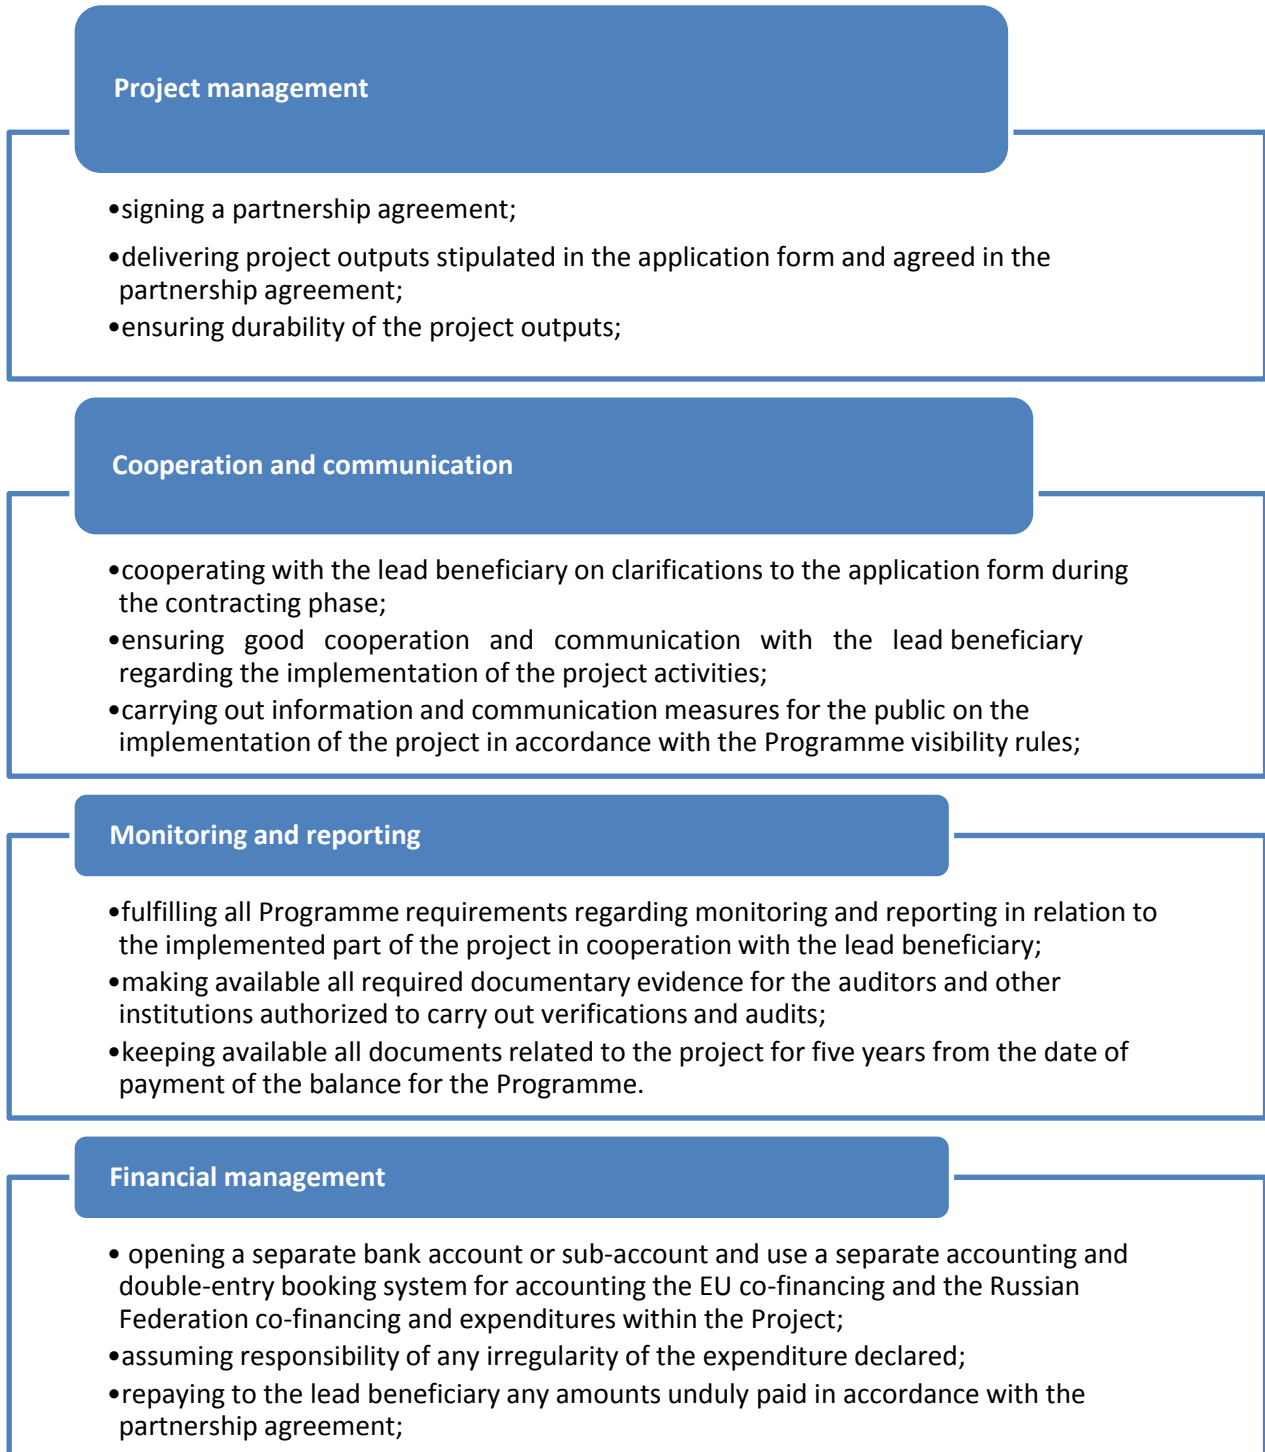 Project management
•signing a partnership agreement;
•delivering project outputs stipulated in the application form and agreed in the
partnership agreement;
•ensuring durability of the project outputs;
Cooperation and communication
•cooperating with the lead beneficiary on clarifications to the application form during
the contracting phase;
•ensuring good cooperation and communication with the lead beneficiary
regarding the implementation of the project activities;
•carrying out information and communication measures for the public on the
implementation of the project in accordance with the Programme visibility rules;
Monitoring and reporting
•fulfilling all Programme requirements regarding monitoring and reporting in relation to
the implemented part of the project in cooperation with the lead beneficiary;
•making available all required documentary evidence for the auditors and other
institutions authorized to carry out verifications and audits;
•keeping available all documents related to the project for five years from the date of
payment of the balance for the Programme.
Financial management
• opening a separate bank account or sub-account and use a separate accounting and
double-entry booking system for accounting the EU co-financing and the Russian
Federation co-financing and expenditures within the Project;
•assuming responsibility of any irregularity of the expenditure declared;
•repaying to the lead beneficiary any amounts unduly paid in accordance with the
partnership agreement;